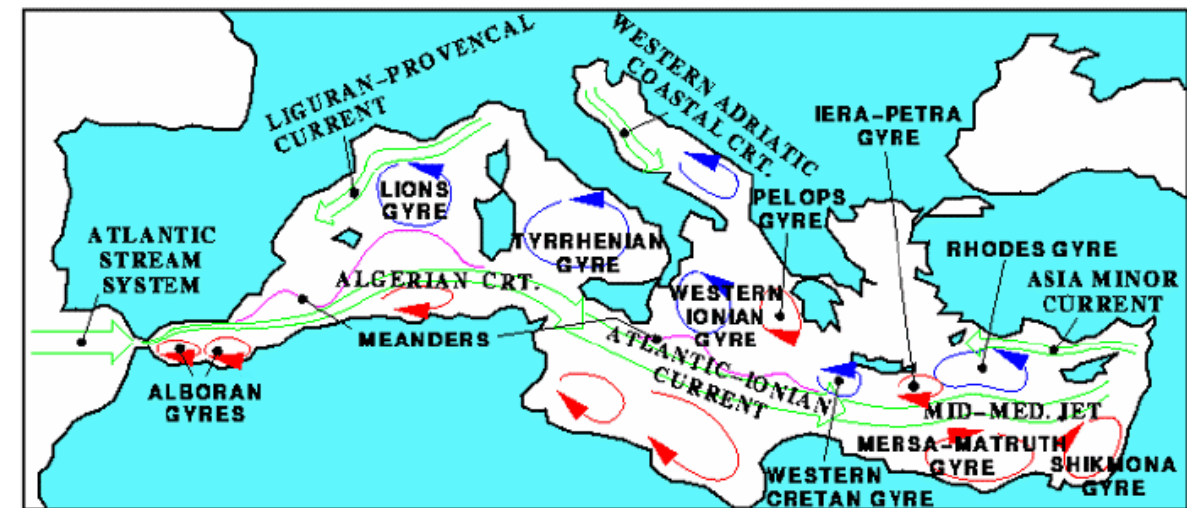 LIGURAN-PROVENCAL
CURRENT
WESTERN ADRIATIC
COASTAL CRT.
IERA-PETRA
GYRE
LIONS
GYRE
PELOPS
GYRE
ATLANTIC
STREAM
SYSTEM
TYRRHENIAN
GYRE
RHODES GYRE
ALGERIAN CRT.
WESTERN
IONIAN
GYRE
ASIA MINOR
CURRENT
MEANDERS
ATLANTIC-IONIAN
CURRENT
ALBORAN
GYRES
MID-MED. JET
MERSA-MATRUTH
GYRE
SHIKMONA
GYRE
WESTERN
CRETAN GYRE